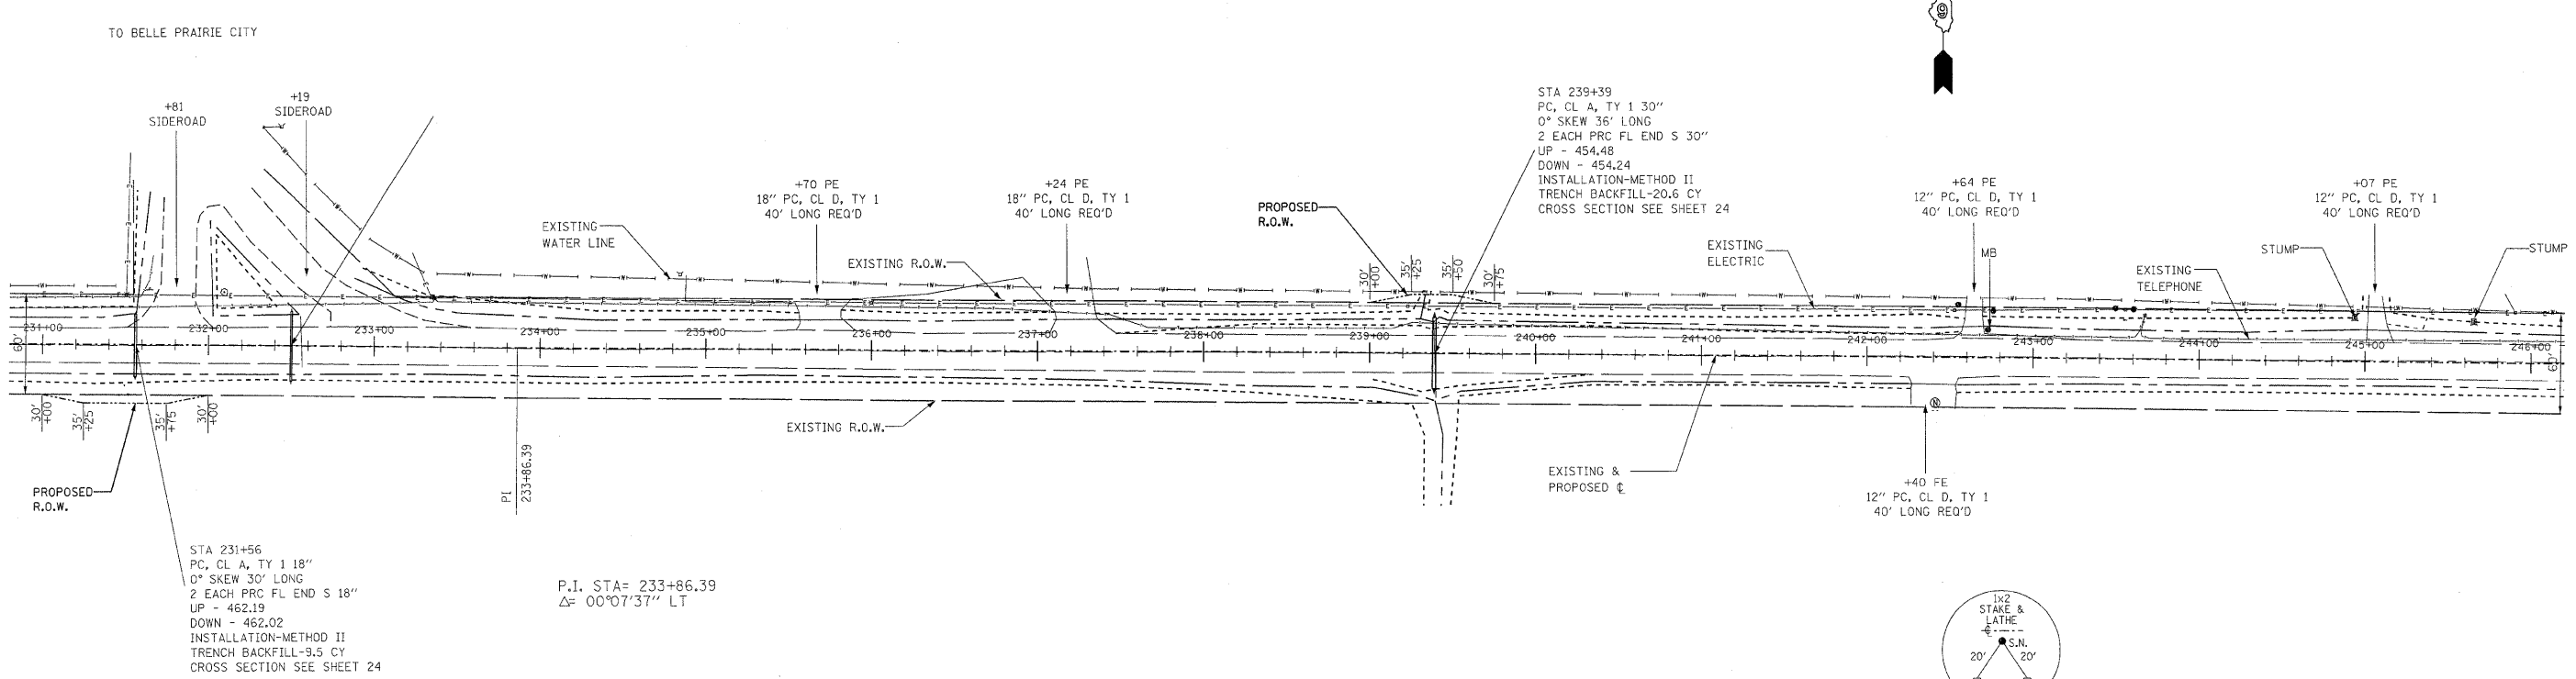 TO BELLE PRAIRIE CITY
+81
SIDEROAD
+19
SIDEROAD
EXISTING
WATER LINE
+70 PE
18" PC, CL D, TY 1
40' LONG REQ'D
EXISTING R.O.W.
+24 PE
18" PC, CL D, TY 1
40' LONG REQ'D
PROPOSED
R.O.W.
30'
+00
35'
+25
35'
+50
30'
+75
STA 239+39
PC, CL A, TY 1 30"
0° SKEW 36' LONG
2 EACH PRC FL END S 30"
UP - 454.48
DOWN - 454.24
INSTALLATION-METHOD II
TRENCH BACKFILL-20.6 CY
CROSS SECTION SEE SHEET 24
EXISTING
ELECTRIC
+64 PE
12" PC, CL D, TY 1
40' LONG REQ'D
MB
EXISTING
TELEPHONE
STUMP
+07 PE
12" PC, CL D, TY 1
40' LONG REQ'D
STUMP
231+00
232+00
233+00
234+00
235+00
236+00
237+00
238+00
239+00
240+00
241+00
242+00
243+00
244+00
245+00
246+00
60'
60'
30'
+00
35'
+25
35'
+75
30'
+00
PROPOSED
R.O.W.
PI
233+86.39
EXISTING R.O.W.
EXISTING &
PROPOSED ℄
+40 FE
12" PC, CL D, TY 1
40' LONG REQ'D
STA 231+56
PC, CL A, TY 1 18"
0° SKEW 30' LONG
2 EACH PRC FL END S 18"
UP - 462.19
DOWN - 462.02
INSTALLATION-METHOD II
TRENCH BACKFILL-9.5 CY
CROSS SECTION SEE SHEET 24
P.I. STA= 233+86.39
Δ= 00°07'37" LT
1x2
STAKE &
LATHE
℄
S.N.
20' 20'